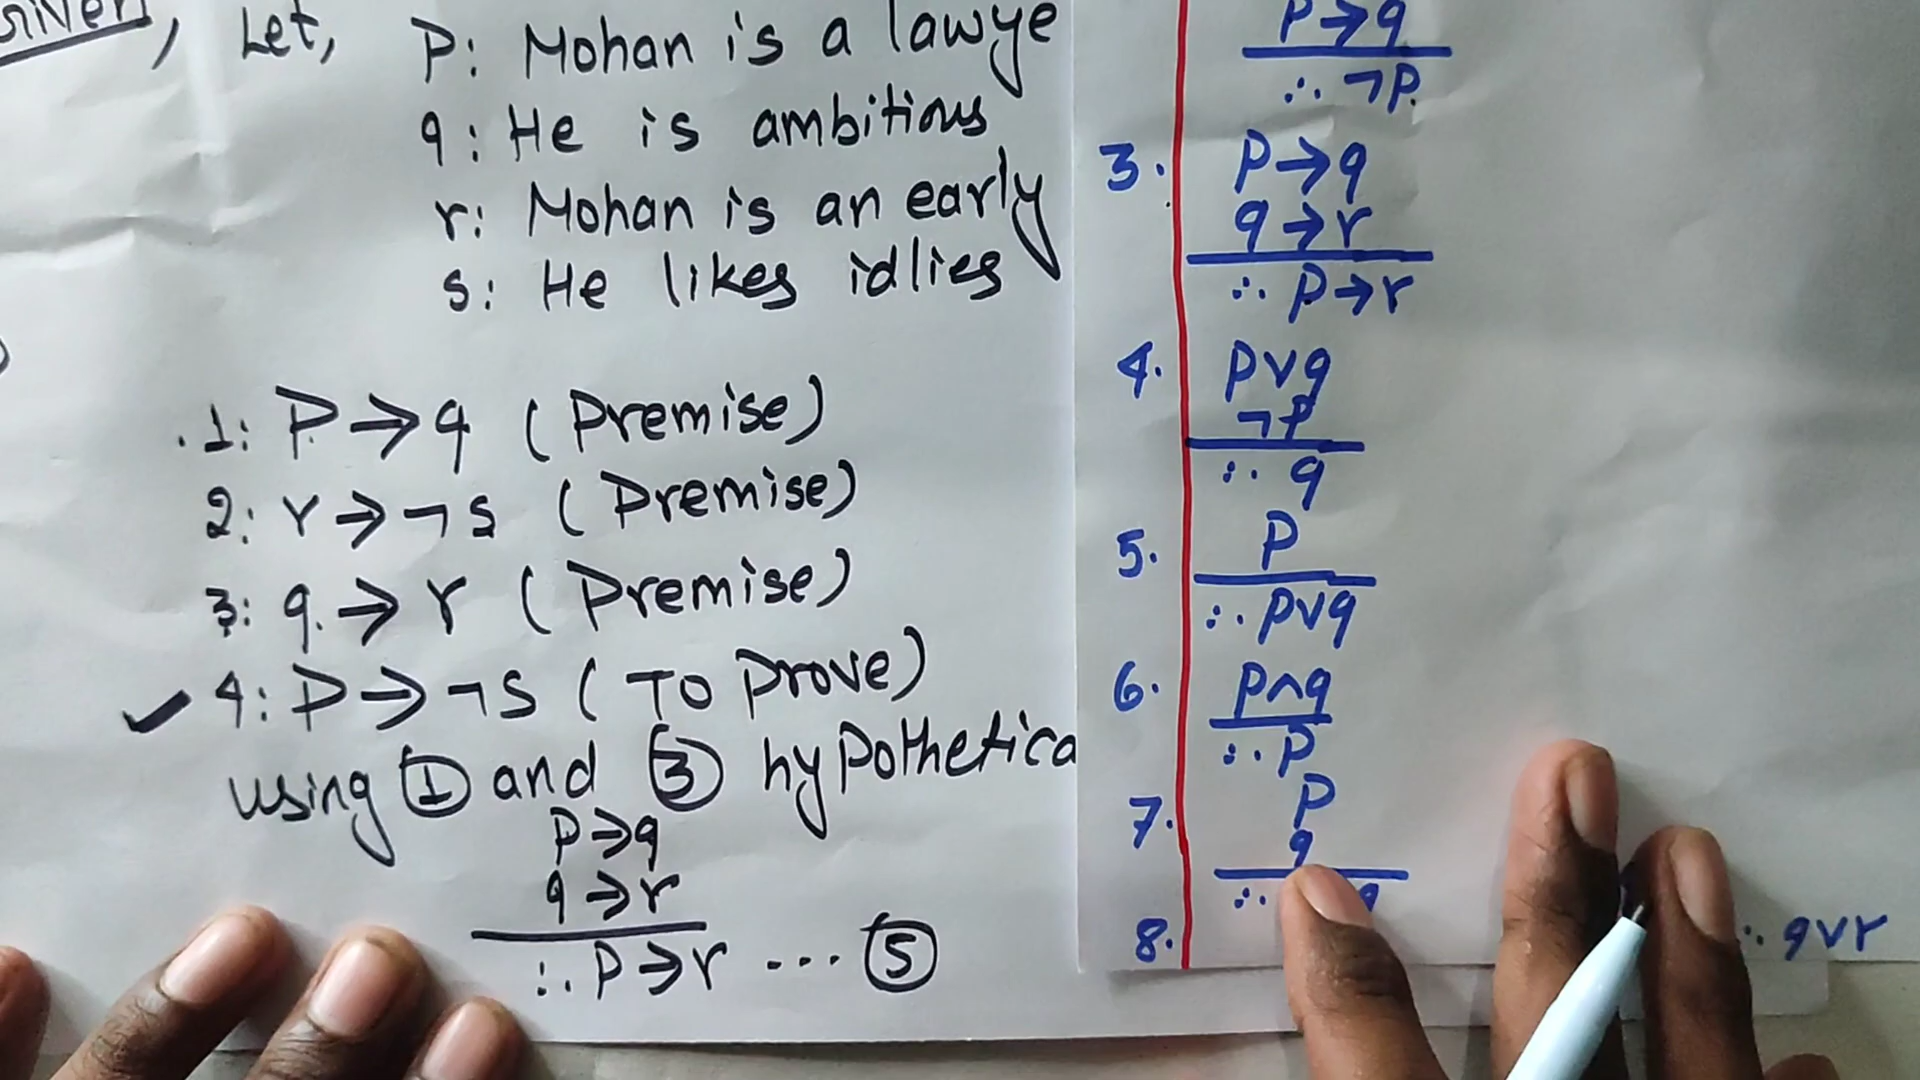 Given, Let, P: Mohan is a lawye
q: He is ambitious
r: Mohan is an early
s: He likes idlies
1: P → q (Premise)
2: r → ¬s (Premise)
3: q → r (Premise)
✓ 4: P → ¬s (To prove)
using ① and ③ hypothetica
P → q
q → r
∴ P → r ... ⑤
P → q
∴ ¬P
3. P → q
q → r
∴ P → r
4. P ∨ q
¬P
∴ q
5. P
∴ P ∨ q
6. P ∧ q
∴ P
7. P
q
∴ q
8.
∴ q ∨ r